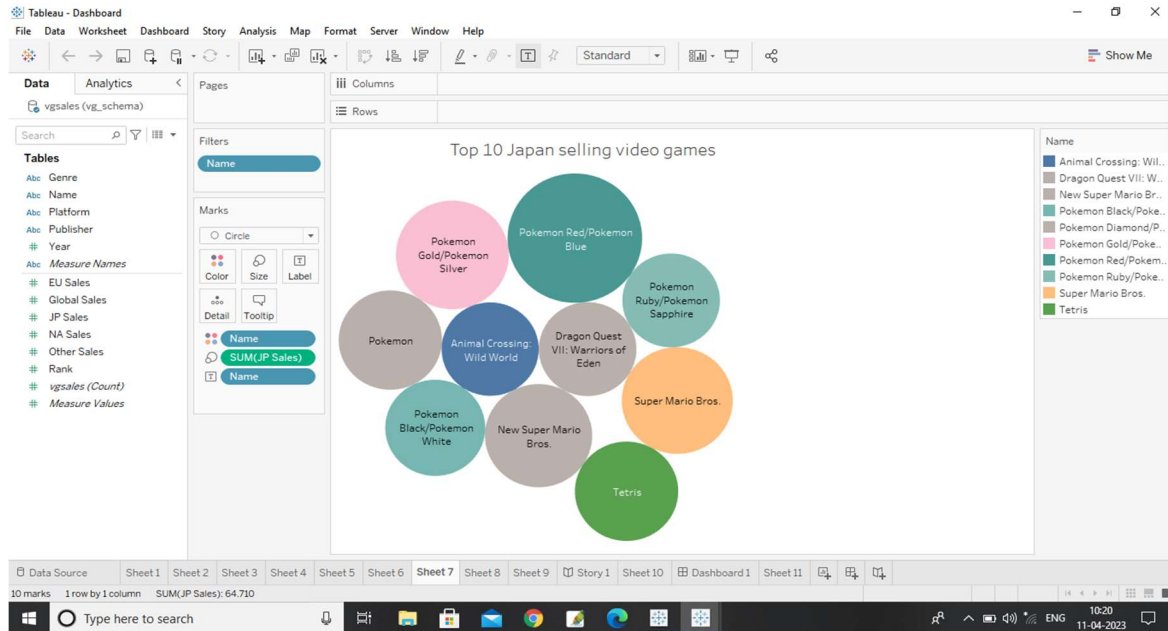 Tableau - Dashboard
File Data Worksheet Dashboard Story Analysis Map Format Server Window Help
Standard
Show Me
Data Analytics
Pages
Columns
vgsales (vg_schema)
Rows
Search
Tables
Abc Genre
Abc Name
Abc Platform
Abc Publisher
# Year
Abc Measure Names
# EU Sales
# Global Sales
# JP Sales
# NA Sales
# Other Sales
# Rank
# vgsales (Count)
# Measure Values
Filters
Name
Marks
Circle
Color Size Label
Detail Tooltip
Name
SUM(JP Sales)
Name
Top 10 Japan selling video games
Pokemon Red/Pokemon
Blue
Pokemon
Gold/Pokemon
Silver
Pokemon
Ruby/Pokemon
Sapphire
Pokemon
Animal Crossing:
Wild World
Dragon Quest
VII: Warriors of
Eden
Super Mario Bros.
Pokemon
Black/Pokemon
White
New Super Mario
Bros.
Tetris
Name
Animal Crossing: Wil..
Dragon Quest VII: W..
New Super Mario Br..
Pokemon Black/Poke..
Pokemon Diamond/P..
Pokemon Gold/Poke..
Pokemon Red/Pokem..
Pokemon Ruby/Poke..
Super Mario Bros.
Tetris
Data Source Sheet 1 Sheet 2 Sheet 3 Sheet 4 Sheet 5 Sheet 6 Sheet 7 Sheet 8 Sheet 9 Story 1 Sheet 10 Dashboard 1 Sheet 11
10 marks 1 row by 1 column SUM(JP Sales): 64.710
Type here to search
ENG
10:20
11-04-2023